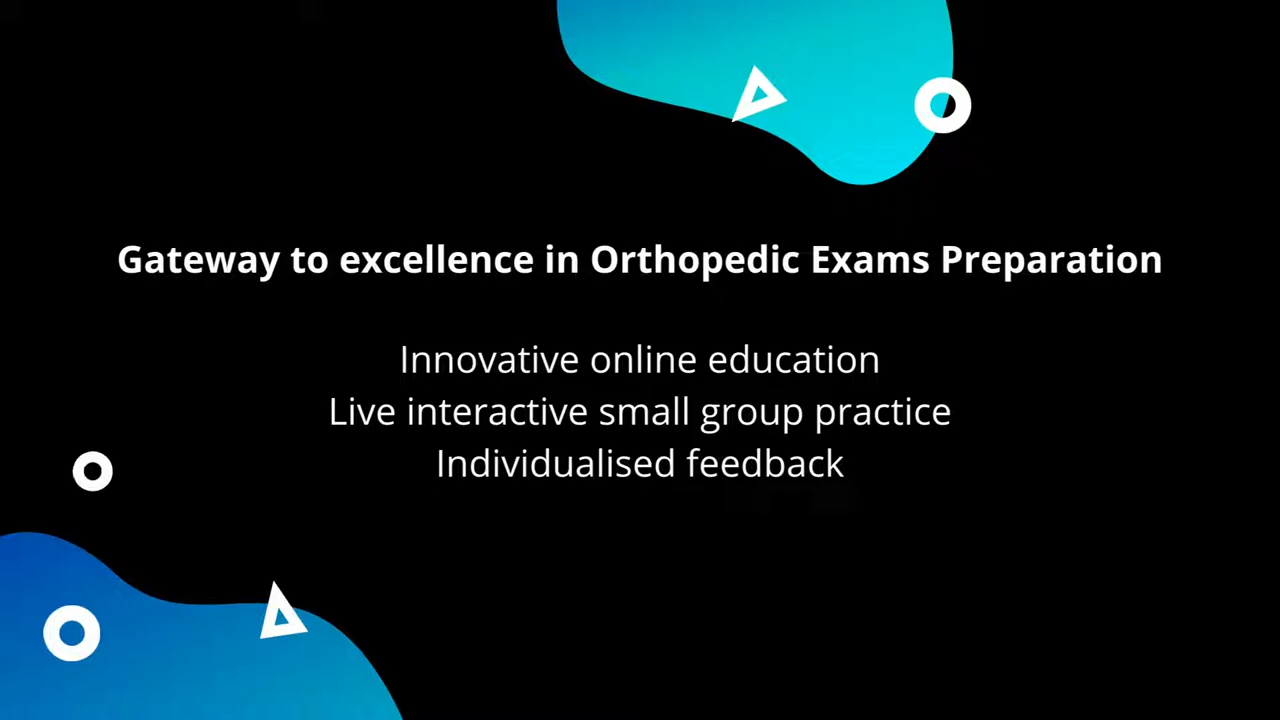 Gateway to excellence in Orthopedic Exams Preparation
Innovative online education
Live interactive small group practice
Individualised feedback